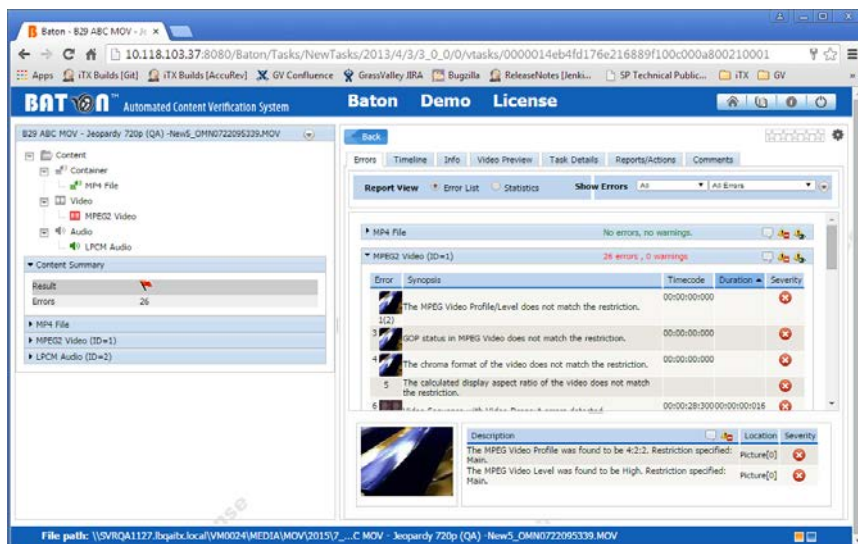 Baton - B29 ABC MOV - Je
10.118.103.37:8080/Baton/Tasks/NewTasks/2013/4/3/3_0_0/0/vtasks/0000014eb4fd176e216889f100c000a800210001
Apps iTX Builds [Git] iTX Builds [AccuRev] GV Confluence GrassValley JIRA Bugzilla ReleaseNotes [Jenki... SP Technical Public... iTX GV
BATON™ Automated Content Verification System Baton Demo License
B29 ABC MOV - Jeopardy 720p (QA) -New5_OMN0722095339.MOV
Content
Container
MP4 File
Video
MPEG2 Video
Audio
LPCM Audio
Content Summary
Result
Errors 26
MP4 File
MPEG2 Video (ID=1)
LPCM Audio (ID=2)
Back
Errors Timeline Info Video Preview Task Details Reports/Actions Comments
Report View Error List Statistics Show Errors All All Errors
MP4 File No errors, no warnings.
MPEG2 Video (ID=1) 26 errors , 0 warnings
Error Synopsis Timecode Duration Severity
1(2) The MPEG Video Profile/Level does not match the restriction. 00:00:00:000
3 GOP status in MPEG Video does not match the restriction. 00:00:00:000
4 The chroma format of the video does not match the restriction. 00:00:00:000
5 The calculated display aspect ratio of the video does not match
the restriction.
6 Video Sequence with Video Dropout errors detected 00:00:28:300 00:00:00:016
Description Location Severity
The MPEG Video Profile was found to be 4:2:2. Restriction specified:
Main. Picture[0]
The MPEG Video Level was found to be High. Restriction specified:
Main. Picture[0]
File path: \\SVRQA1127.lbqaitx.local\VM0024\MEDIA\MOV\2015\7_...C MOV - Jeopardy 720p (QA) -New5_OMN0722095339.MOV